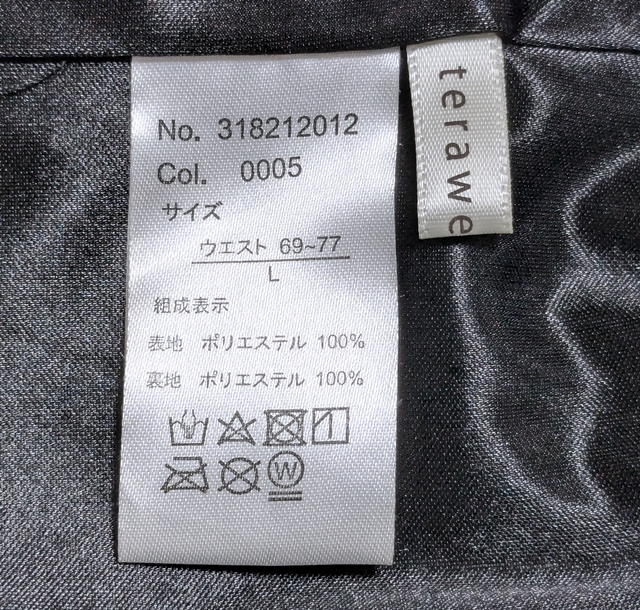 No. 318212012
Col. 0005
サイズ
ウエスト 69~77
L
組成表示
表地 ポリエステル 100%
裏地 ポリエステル 100%
W
terawe